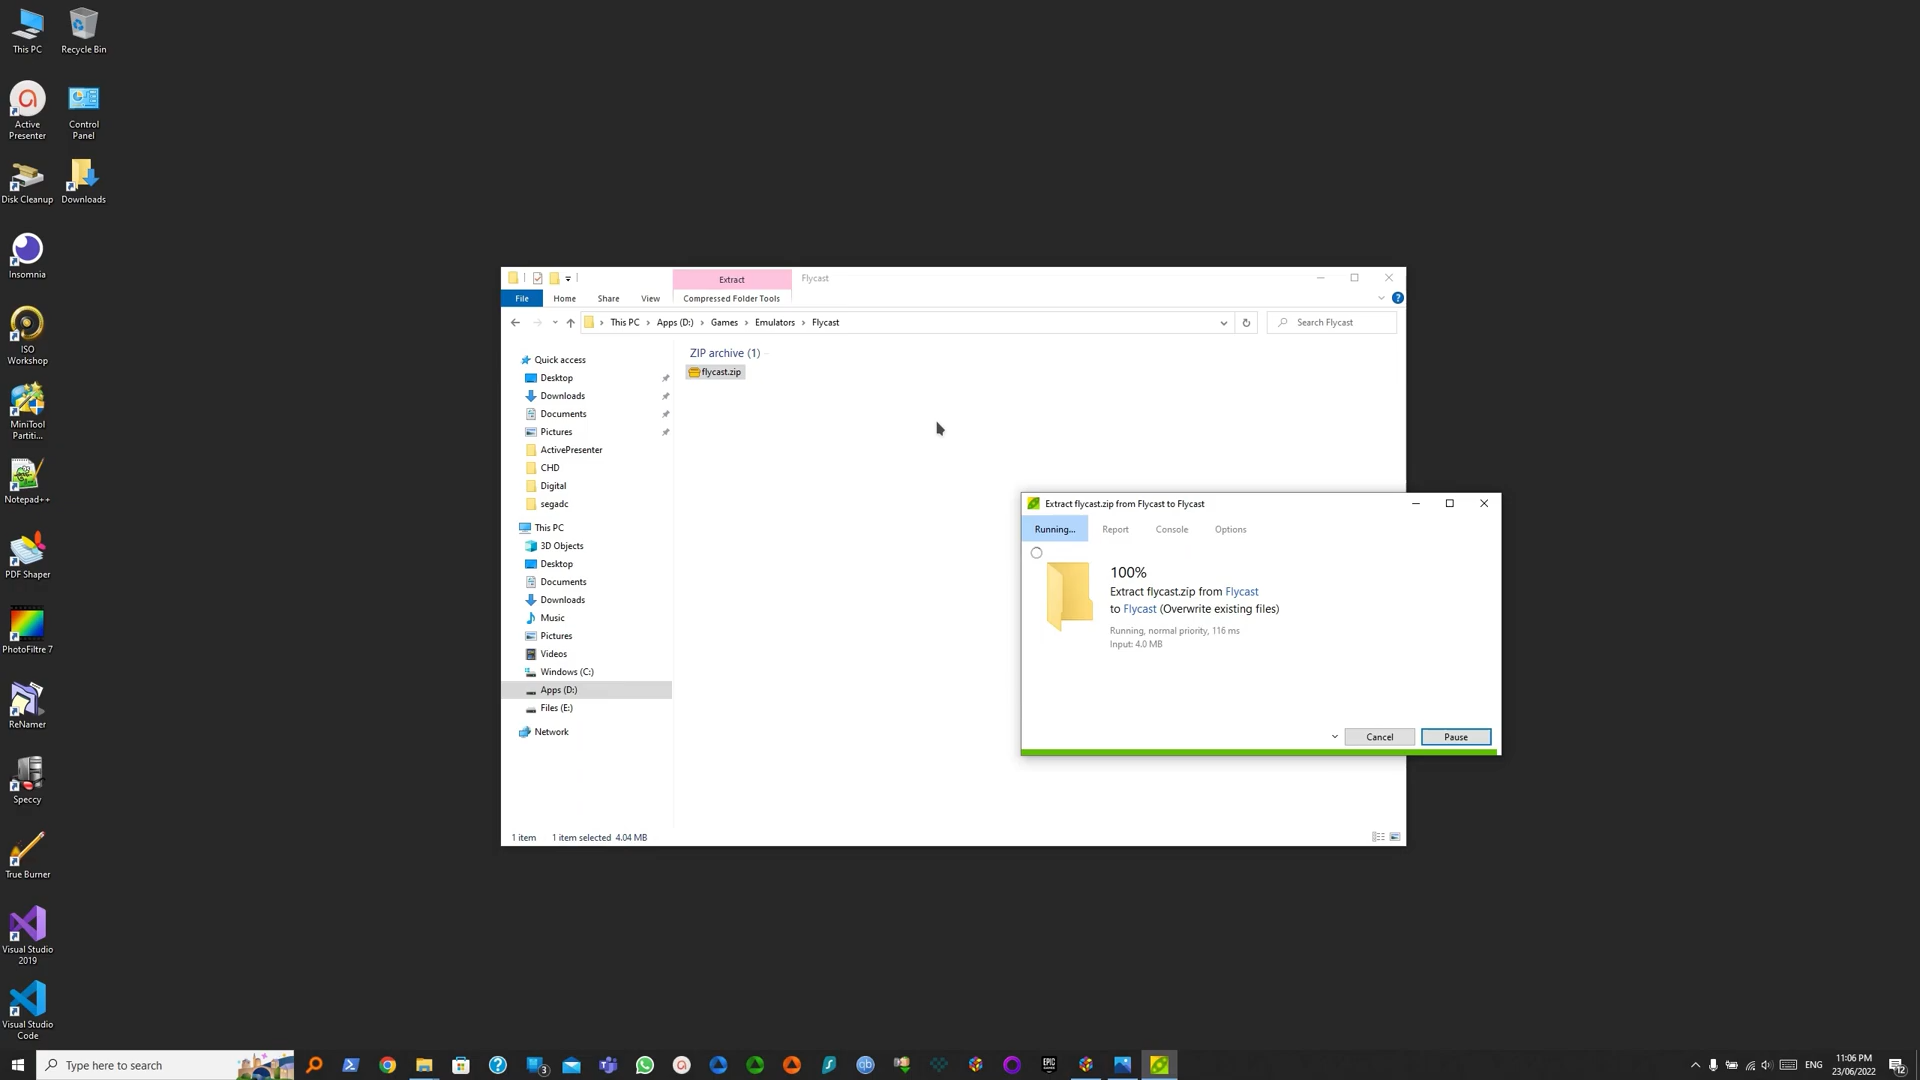 This PC
Recycle Bin
Active
Presenter
Control
Panel
Disk Cleanup
Downloads
Insomnia
ISO
Workshop
MiniTool
Partiti...
Notepad++
PDF Shaper
PhotoFiltre 7
ReNamer
Speccy
True Burner
Visual Studio
2019
Visual Studio
Code
Extract
Flycast
File
Home
Share
View
Compressed Folder Tools
This PC
Apps (D:)
Games
Emulators
Flycast
Search Flycast
Quick access
Desktop
Downloads
Documents
Pictures
ActivePresenter
CHD
Digital
segadc
This PC
3D Objects
Desktop
Documents
Downloads
Music
Pictures
Videos
Windows (C:)
Apps (D:)
Files (E:)
Network
ZIP archive (1)
flycast.zip
1 item
1 item selected 4.04 MB
Extract flycast.zip from Flycast to Flycast
Running...
Report
Console
Options
100%
Extract flycast.zip from Flycast
to Flycast (Overwrite existing files)
Running, normal priority, 116 ms
Input: 4.0 MB
Cancel
Pause
Type here to search
3
qb
EPIC
ENG
11:06 PM
23/06/2022
12